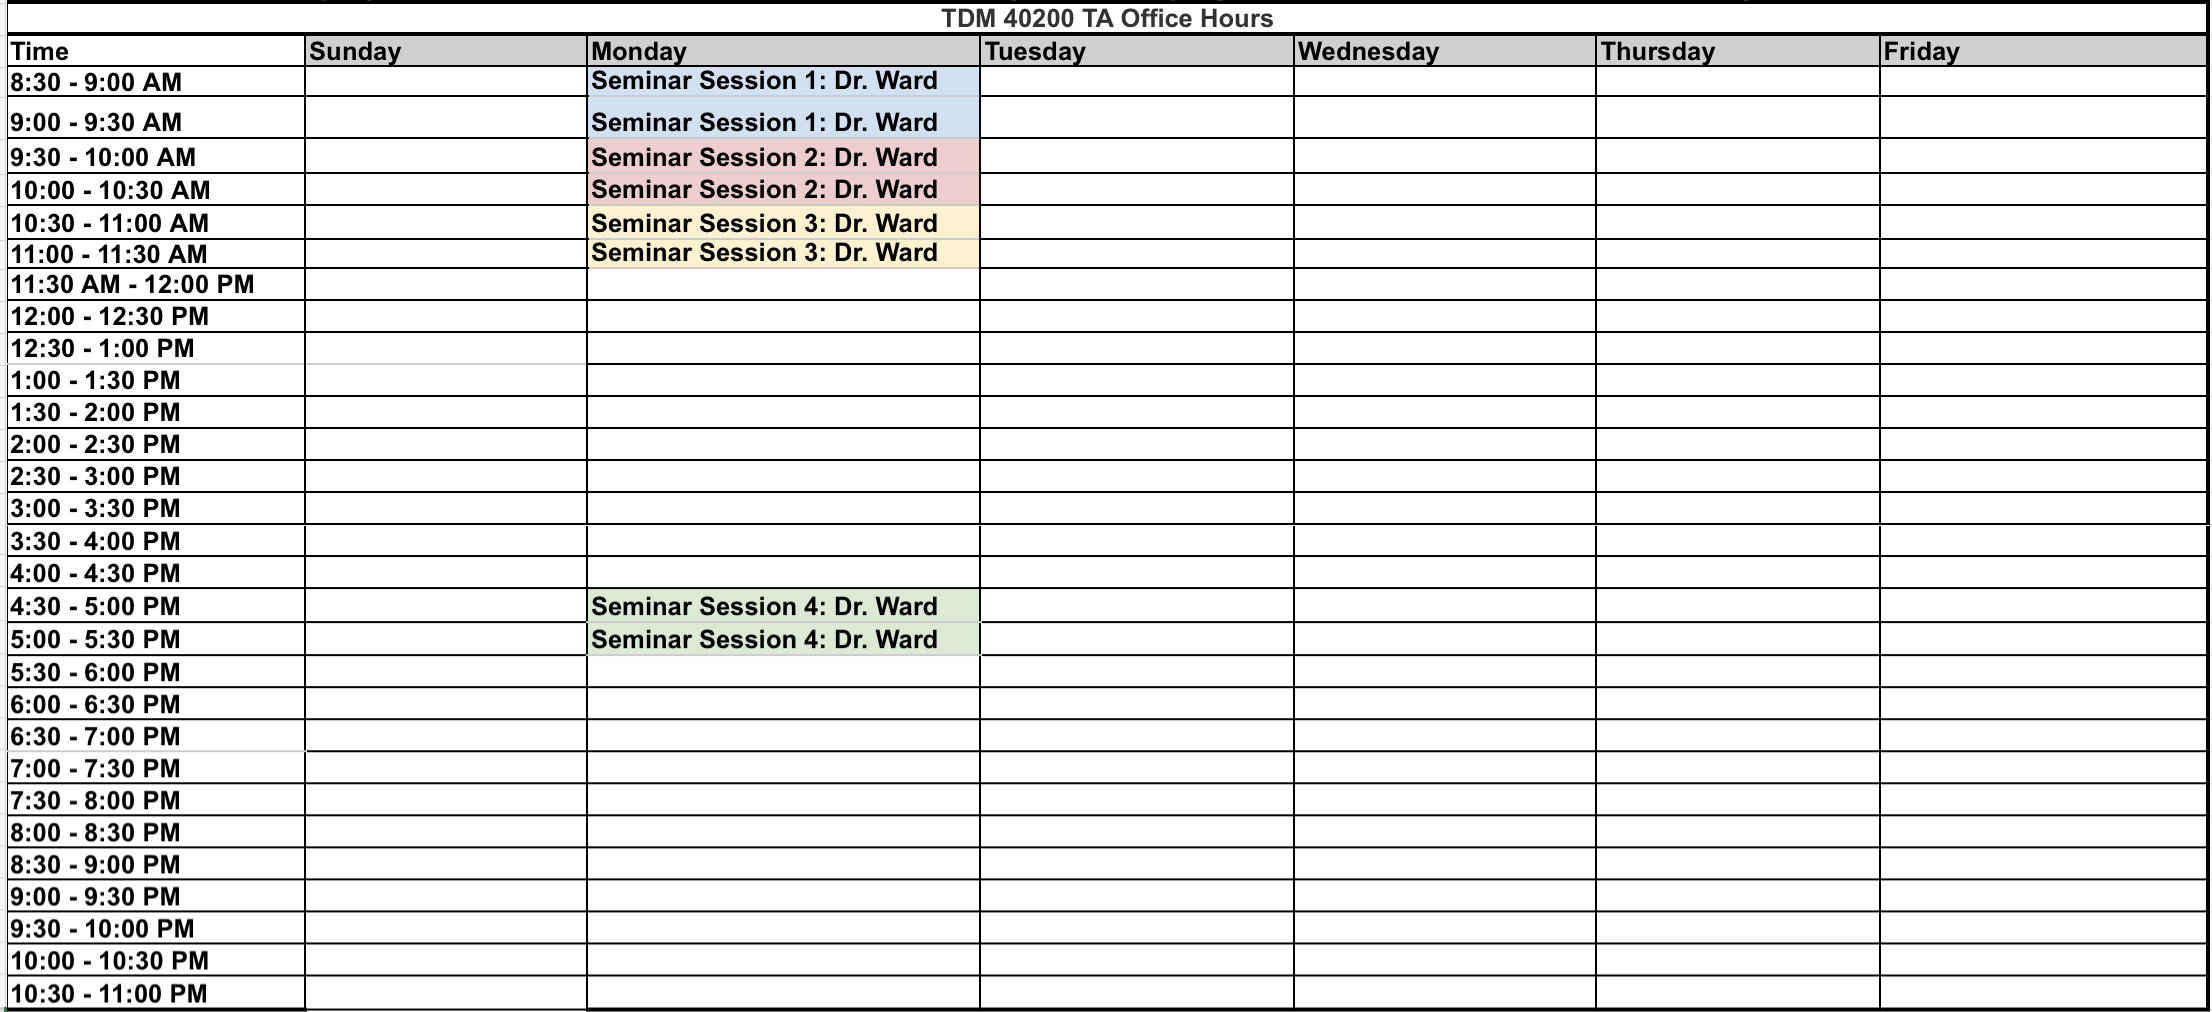 TDM 40200 TA Office Hours
Time Sunday Monday Tuesday Wednesday Thursday Friday
8:30 - 9:00 AM Seminar Session 1: Dr. Ward
9:00 - 9:30 AM Seminar Session 1: Dr. Ward
9:30 - 10:00 AM Seminar Session 2: Dr. Ward
10:00 - 10:30 AM Seminar Session 2: Dr. Ward
10:30 - 11:00 AM Seminar Session 3: Dr. Ward
11:00 - 11:30 AM Seminar Session 3: Dr. Ward
11:30 AM - 12:00 PM
12:00 - 12:30 PM
12:30 - 1:00 PM
1:00 - 1:30 PM
1:30 - 2:00 PM
2:00 - 2:30 PM
2:30 - 3:00 PM
3:00 - 3:30 PM
3:30 - 4:00 PM
4:00 - 4:30 PM
4:30 - 5:00 PM Seminar Session 4: Dr. Ward
5:00 - 5:30 PM Seminar Session 4: Dr. Ward
5:30 - 6:00 PM
6:00 - 6:30 PM
6:30 - 7:00 PM
7:00 - 7:30 PM
7:30 - 8:00 PM
8:00 - 8:30 PM
8:30 - 9:00 PM
9:00 - 9:30 PM
9:30 - 10:00 PM
10:00 - 10:30 PM
10:30 - 11:00 PM